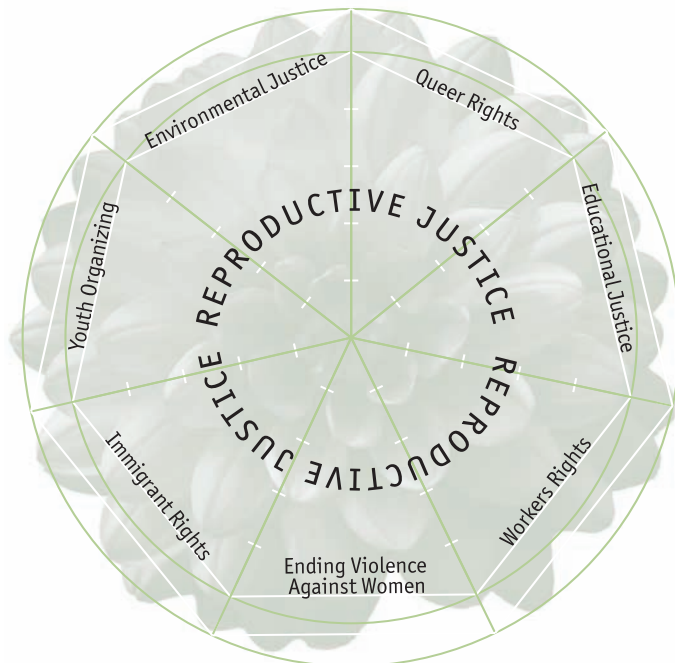 Environmental Justice
Queer Rights
Educational Justice
Workers Rights
Ending Violence
Against Women
Immigrant Rights
Youth Organizing
REPRODUCTIVE JUSTICE
REPRODUCTIVE JUSTICE